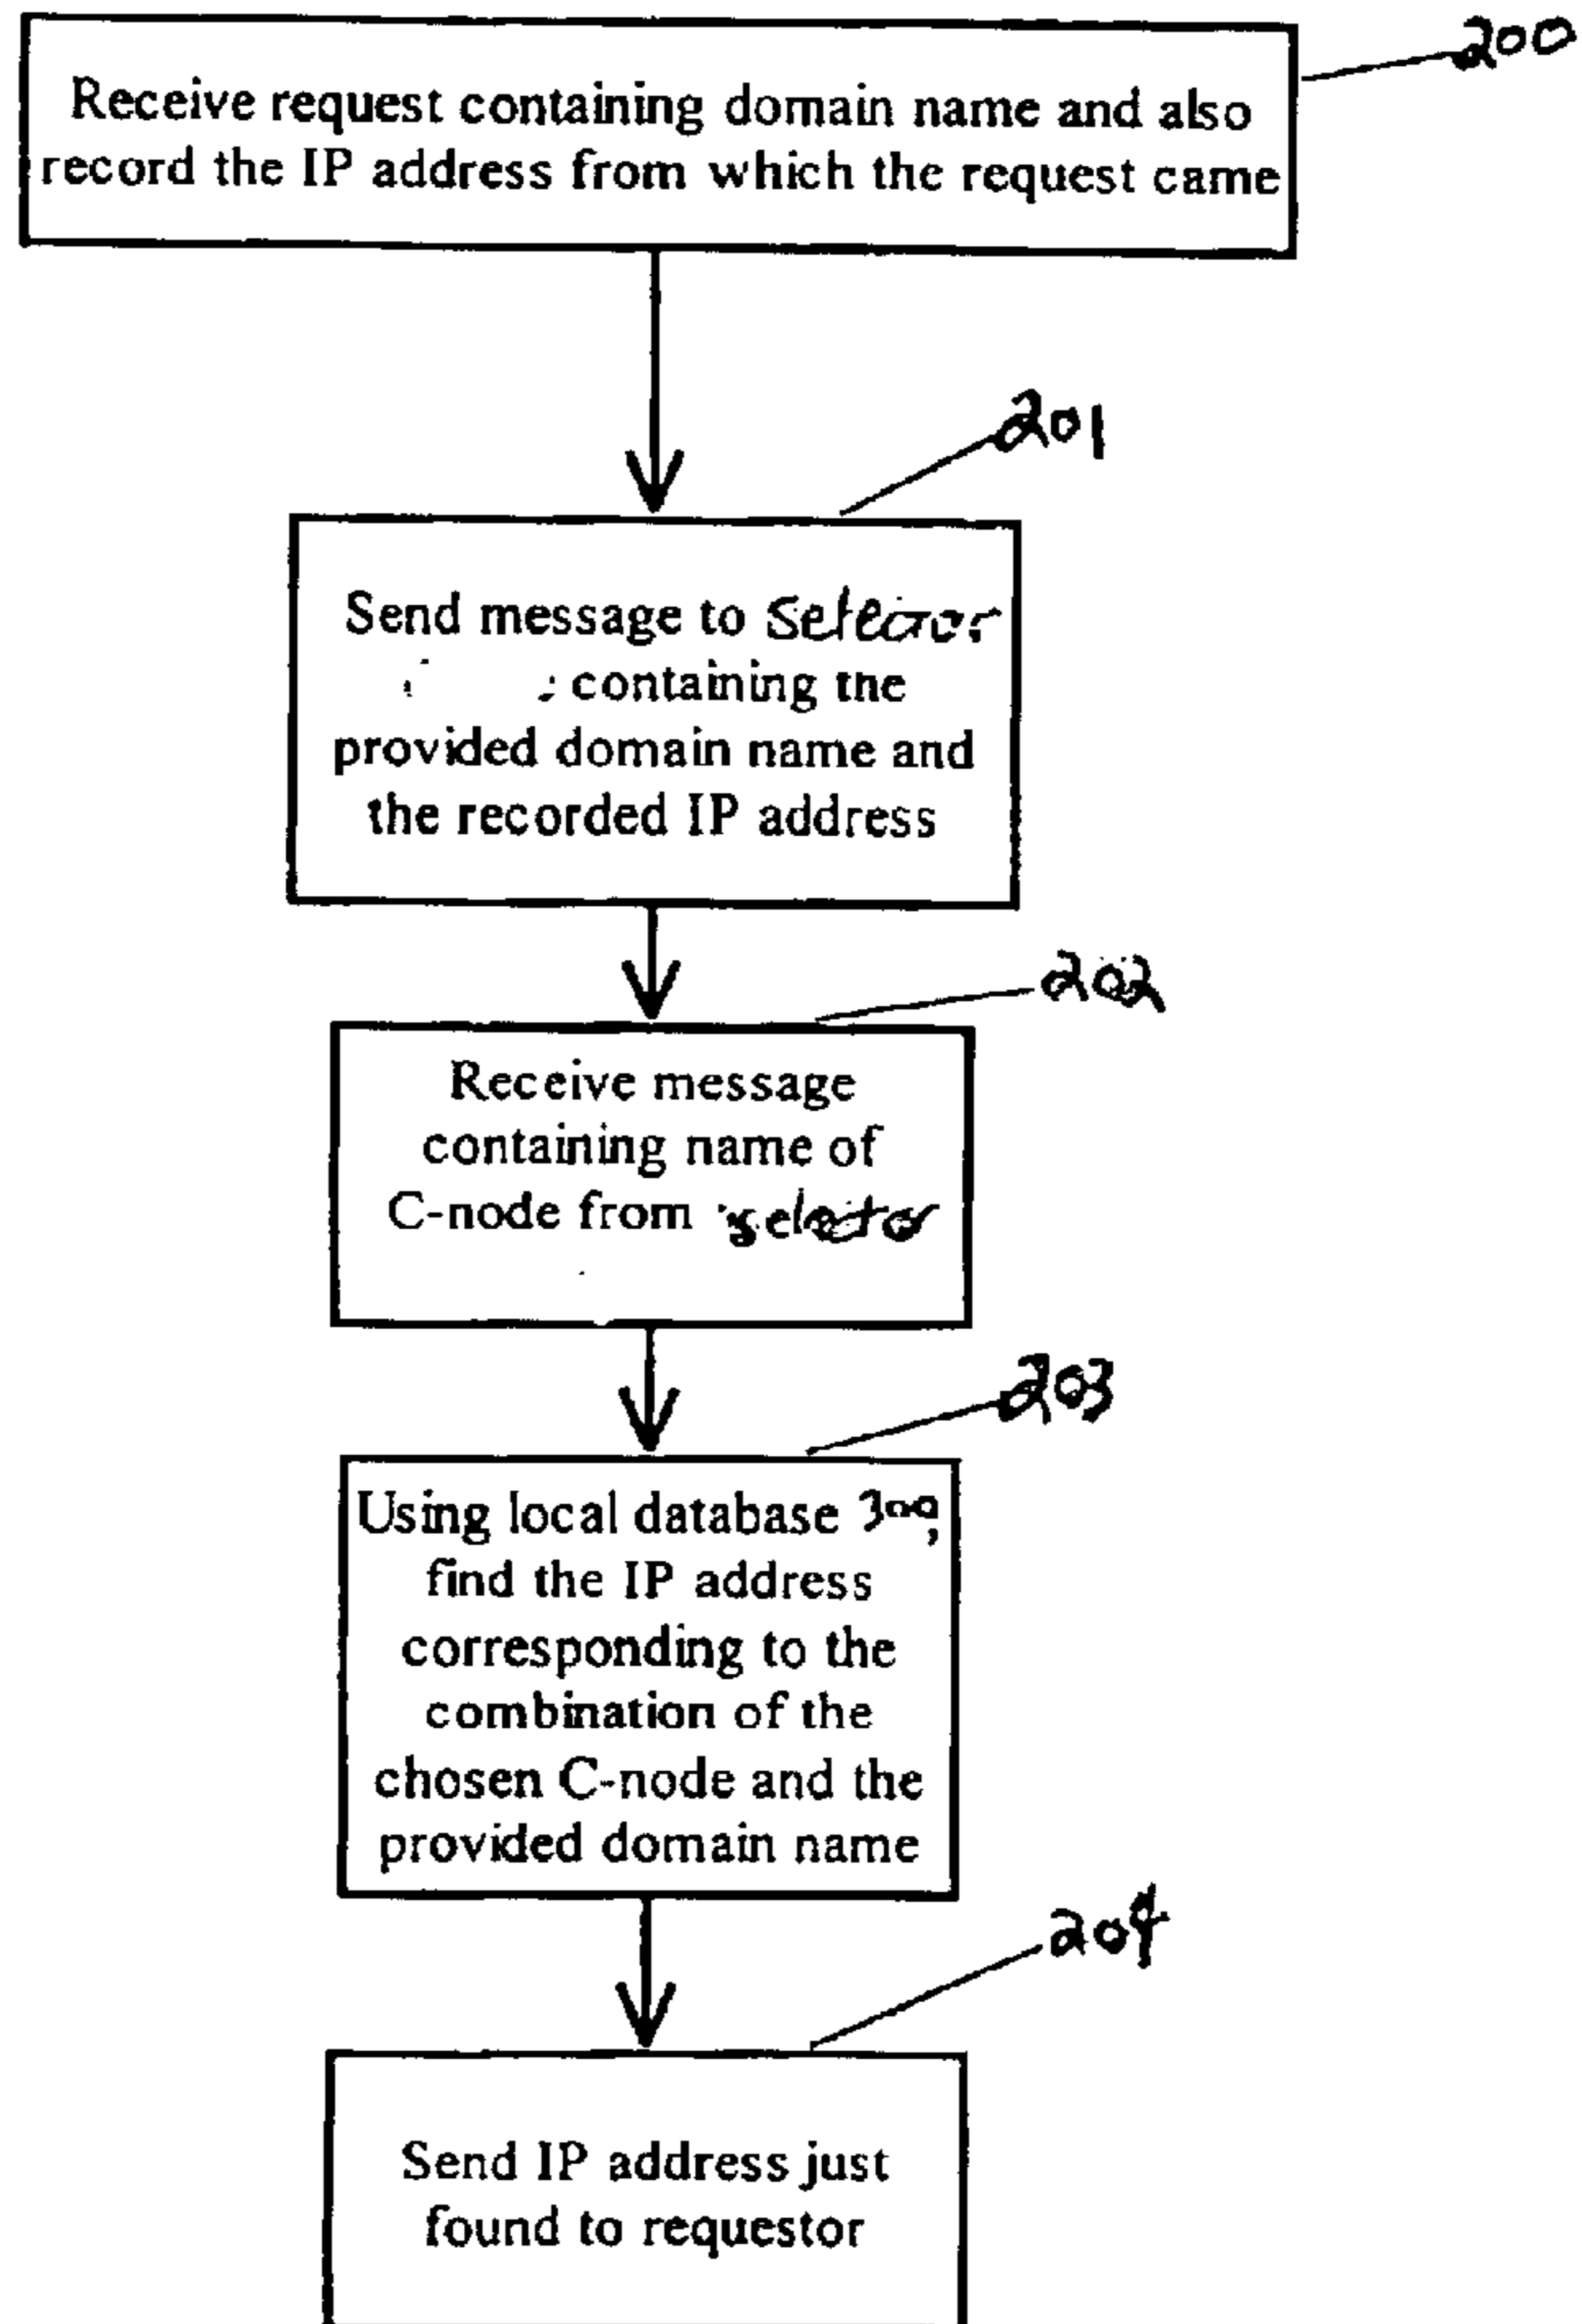 200
Receive request containing domain name and also
record the IP address from which the request came
201
Send message to selector
containing the
provided domain name and
the recorded IP address
202
Receive message
containing name of
C-node from selector
203
Using local database 300,
find the IP address
corresponding to the
combination of the
chosen C-node and the
provided domain name
204
Send IP address just
found to requestor